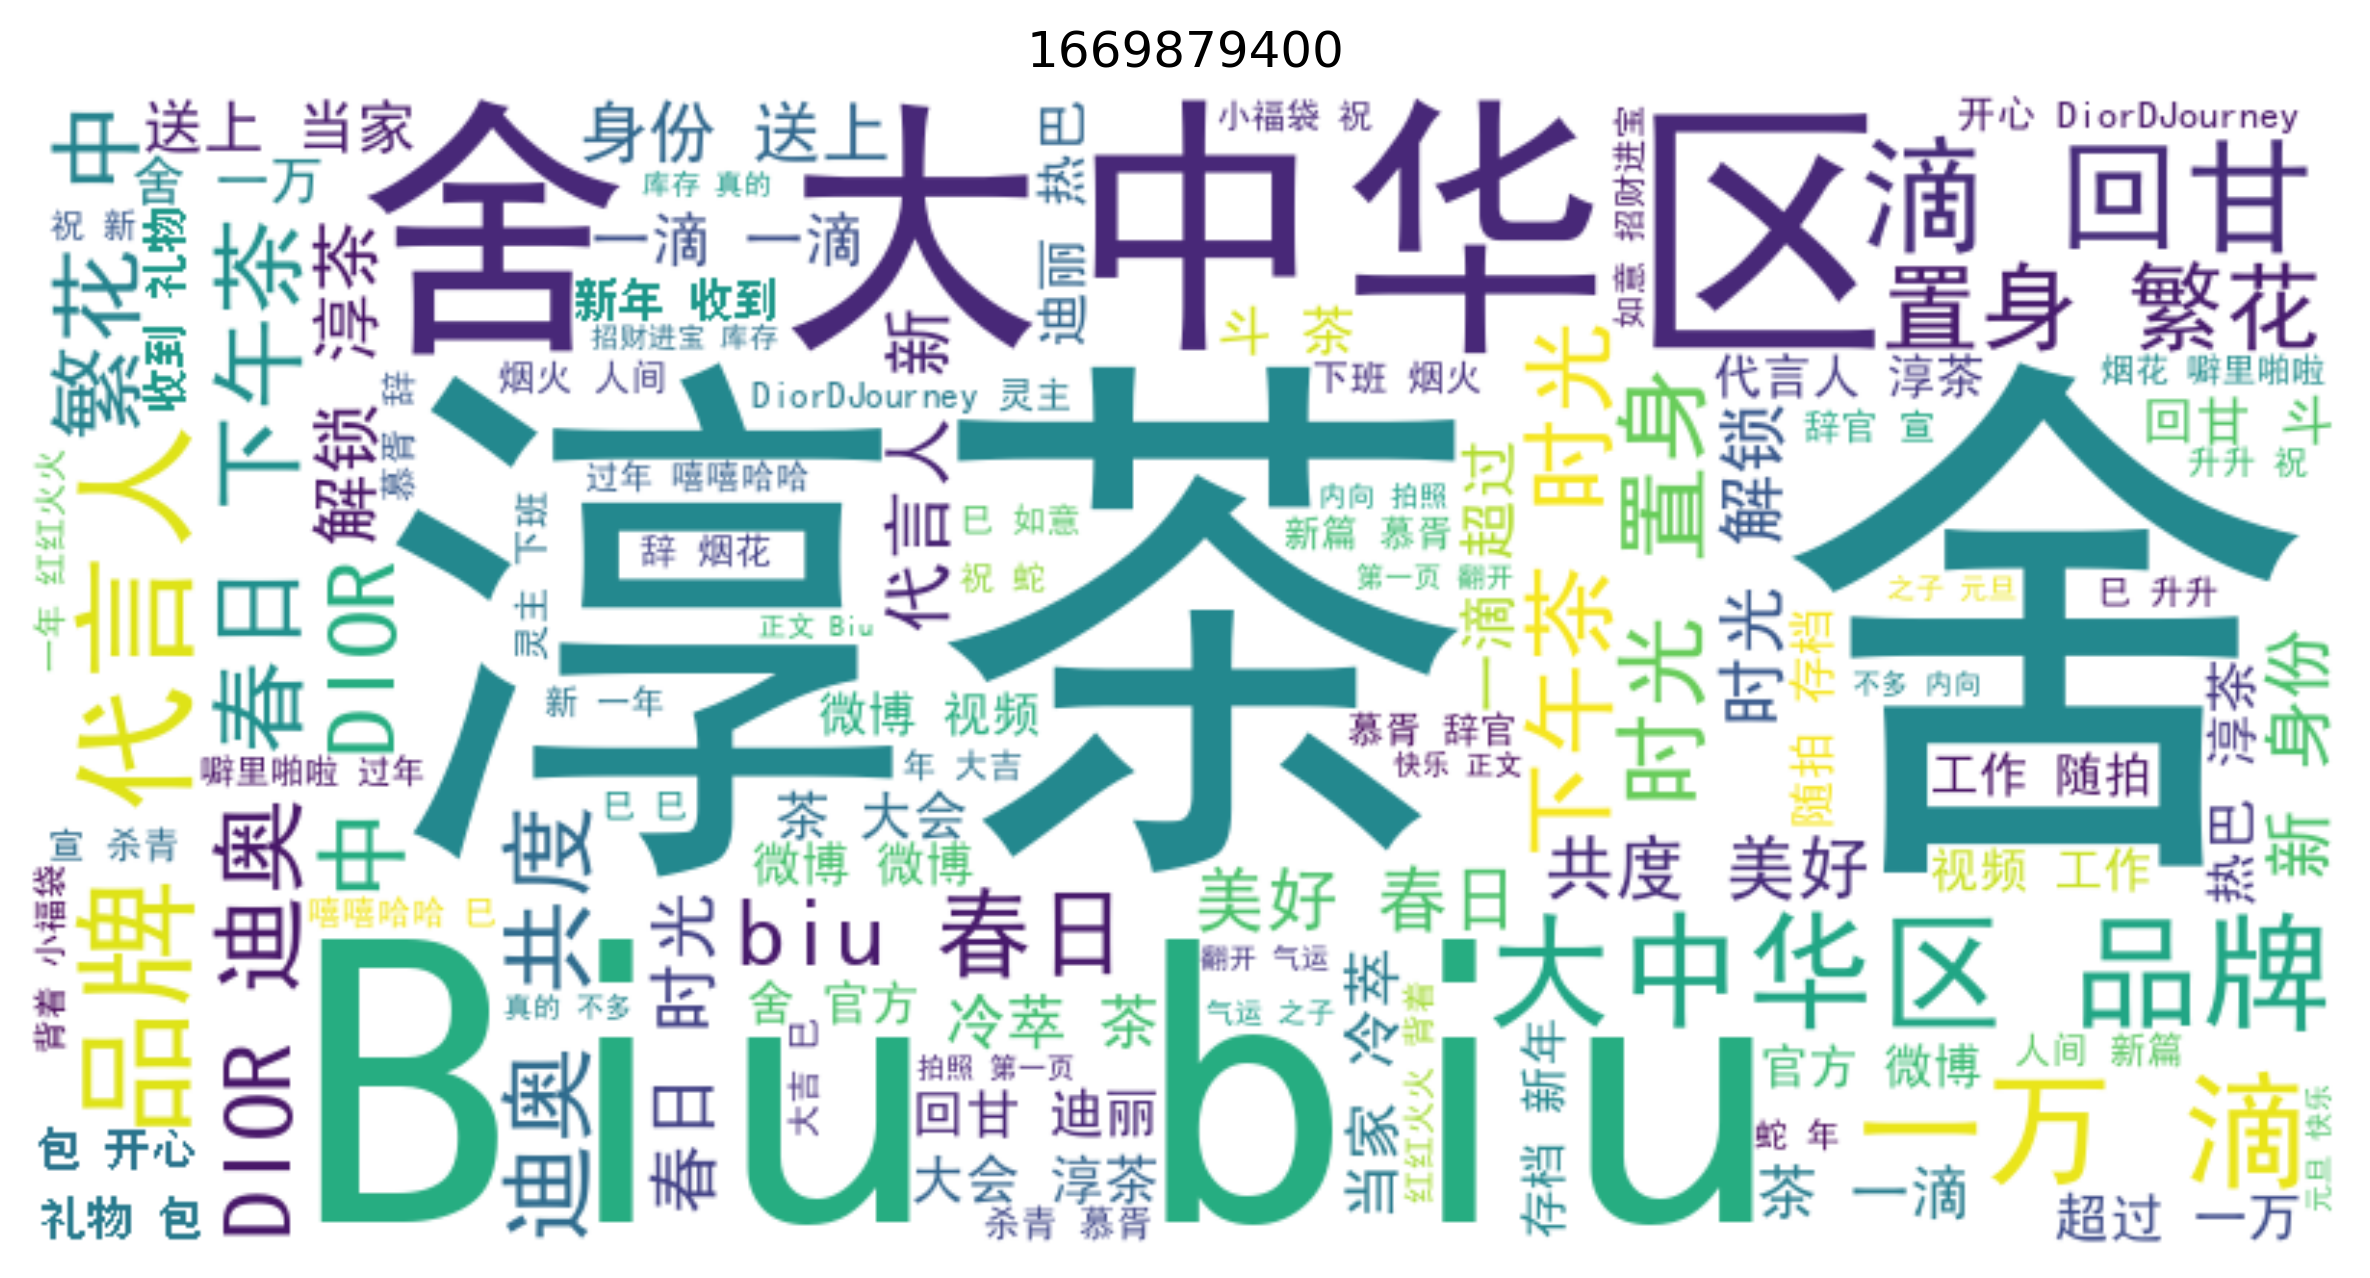 1669879400
中
送上 当家
舍 大中华区
身份 送上
迪丽 热巴
小福袋 祝
如意 招财进宝
开心 DiorDJourney
滴 回甘
舍 一万
库存 真的
祝 新
收到 礼物
繁花
下午茶
淳茶
一滴 一滴
新年 收到
招财进宝 库存
斗 茶
置身 繁花
代言人 新
烟火 人间
DiorDJourney 灵主
下班 烟火
下午茶 时光
代言人 淳茶
烟花 噼里啪啦
淳茶 舍
慕胥 辞
解锁
时光 置身
时光 解锁
辞官 宣
回甘 斗
升升 祝
一年 红红火火
品牌 代言人
过年 嘻嘻哈哈
灵主 下班
辞 烟花
巳 如意
内向 拍照
新篇 慕胥
一滴 超过
祝 蛇
第一页 翻开
之子 元旦
巳 升升
春日
中 DIOR
正文 Biu
随拍 存档
不多 内向
新 身份
热巴 淳茶
新 一年
微博 视频
慕胥 辞官
快乐 正文
年 大吉
噼里啪啦 过年
工作 随拍
巳 巳
茶 大会
宣 杀青
DIOR 迪奥
迪奥 共度
微博 微博
美好 春日
共度 美好
视频 工作
背着 小福袋
嘻嘻哈哈 巳
春日 时光
biu 春日
翻开 气运
当家 冷萃
红红火火 背着
大中华区 品牌
Biu biu
真的 不多
舍 官方
冷萃 茶
气运 之子
大吉 巳
拍照 第一页
存档 新年
官方 微博
人间 新篇
一万 滴
元旦 快乐
回甘 迪丽
包 开心
蛇 年
大会 淳茶
茶 一滴
礼物 包
杀青 慕胥
超过 一万